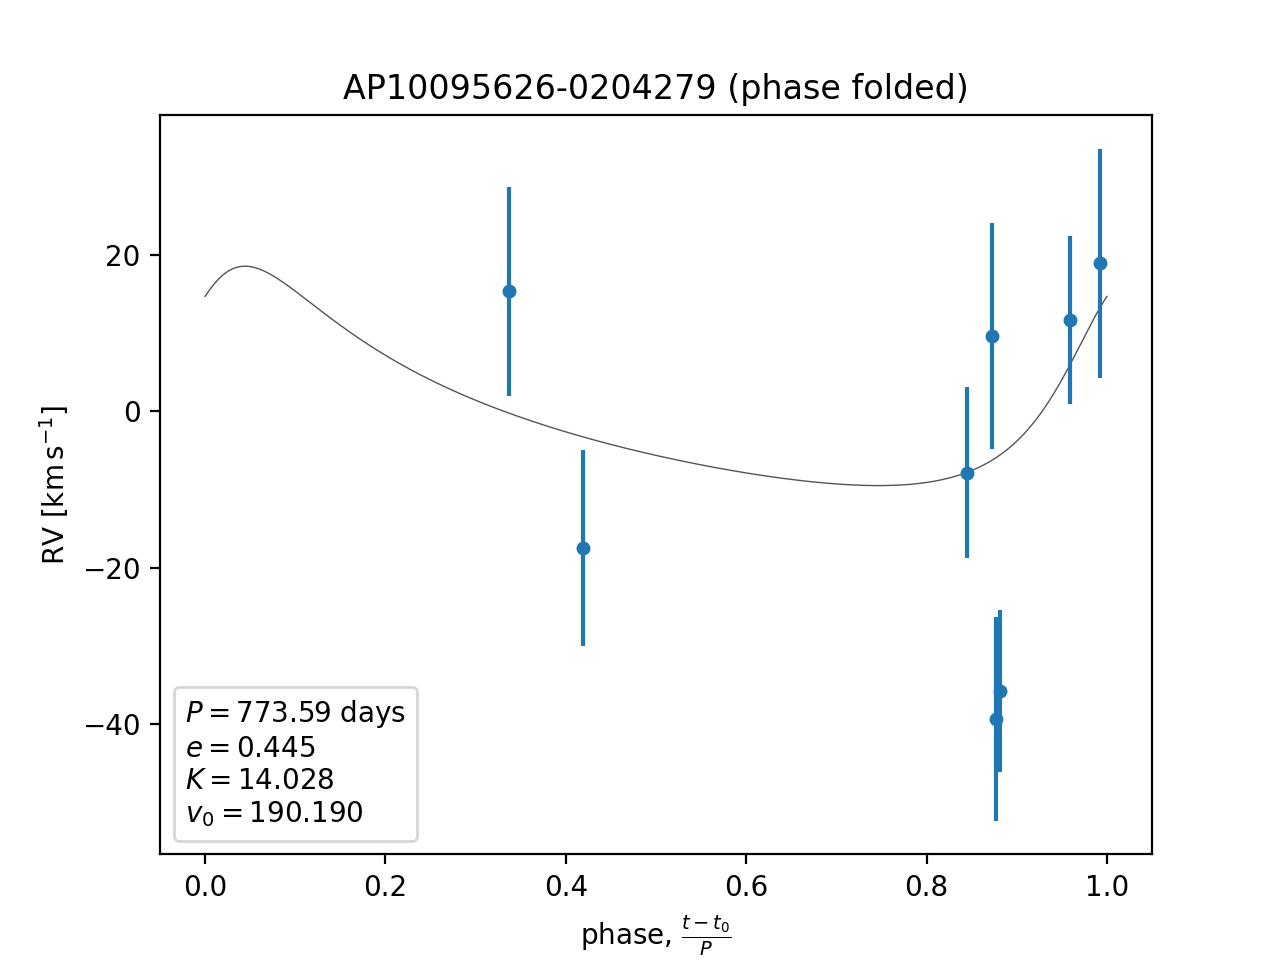 AP10095626-0204279 (phase folded)
RV [km s⁻¹]
20
0
−20
−40
P = 773.59 days
e = 0.445
K = 14.028
v₀ = 190.190
0.0 0.2 0.4 0.6 0.8 1.0
phase, (t − t₀)/P